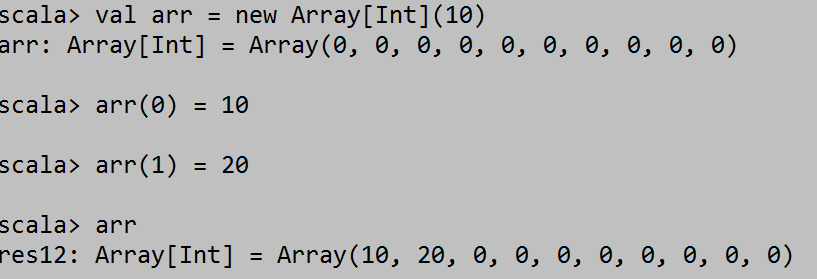 scala> val arr = new Array[Int](10)
arr: Array[Int] = Array(0, 0, 0, 0, 0, 0, 0, 0, 0, 0)
scala> arr(0) = 10
scala> arr(1) = 20
scala> arr
res12: Array[Int] = Array(10, 20, 0, 0, 0, 0, 0, 0, 0, 0)